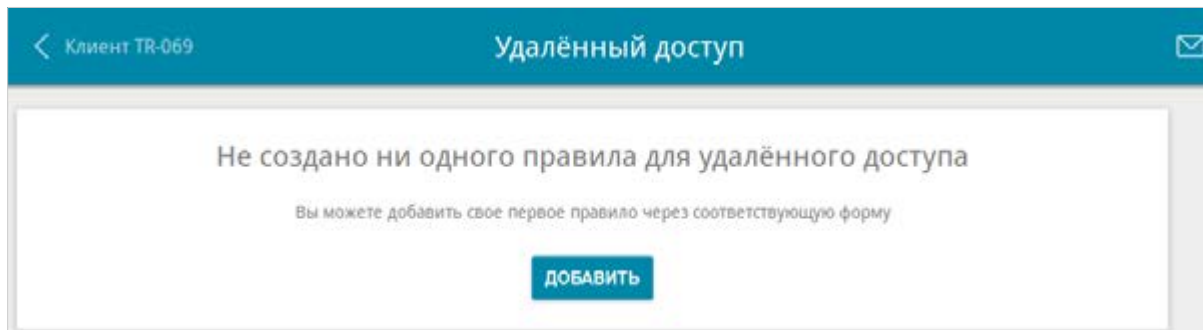 Клиент TR-069
Удалённый доступ
Не создано ни одного правила для удалённого доступа
Вы можете добавить свое первое правило через соответствующую форму
ДОБАВИТЬ